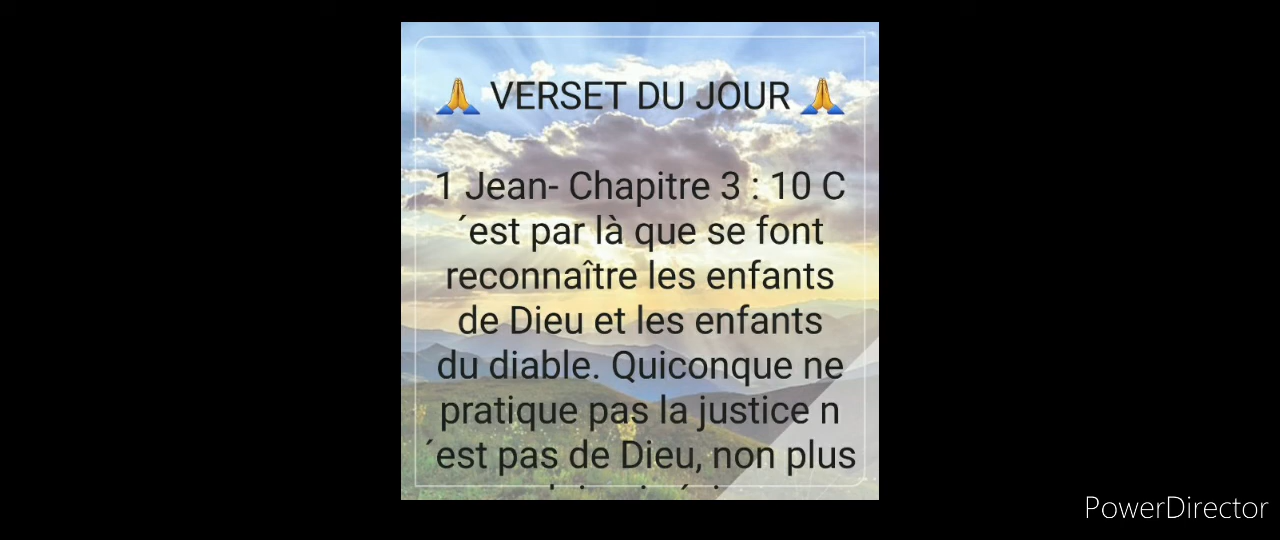 🙏 VERSET DU JOUR 🙏
1 Jean- Chapitre 3 : 10 C
´est par là que se font
reconnaître les enfants
de Dieu et les enfants
du diable. Quiconque ne
pratique pas la justice n
´est pas de Dieu, non plus
PowerDirector